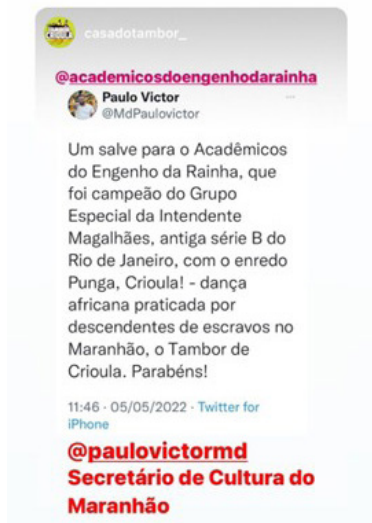 TAMBOR
CRIOULA
casadotambor_
@academicosdoengenhodarainha
Paulo Victor
@MdPaulovictor
Um salve para o Acadêmicos
do Engenho da Rainha, que
foi campeão do Grupo
Especial da Intendente
Magalhães, antiga série B do
Rio de Janeiro, com o enredo
Punga, Crioula! - dança
africana praticada por
descendentes de escravos no
Maranhão, o Tambor de
Crioula. Parabéns!
11:46 · 05/05/2022 · Twitter for
iPhone
@paulovictormd
Secretário de Cultura do
Maranhão